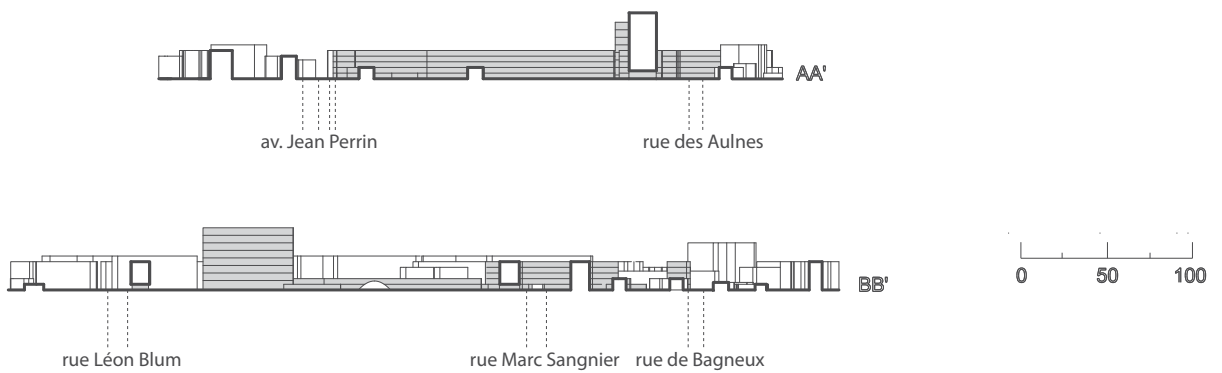 AA'
av. Jean Perrin
rue des Aulnes
BB'
0 50 100
rue Léon Blum
rue Marc Sangnier
rue de Bagneux